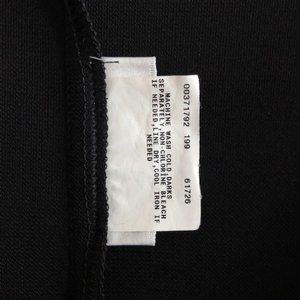 00371792 199 61726
MACHINE WASH COLD DARKS
SEPARATELY,NON-CHLORINE BLEACH
IF NEEDED,LINE DRY,COOL IRON IF
NEEDED